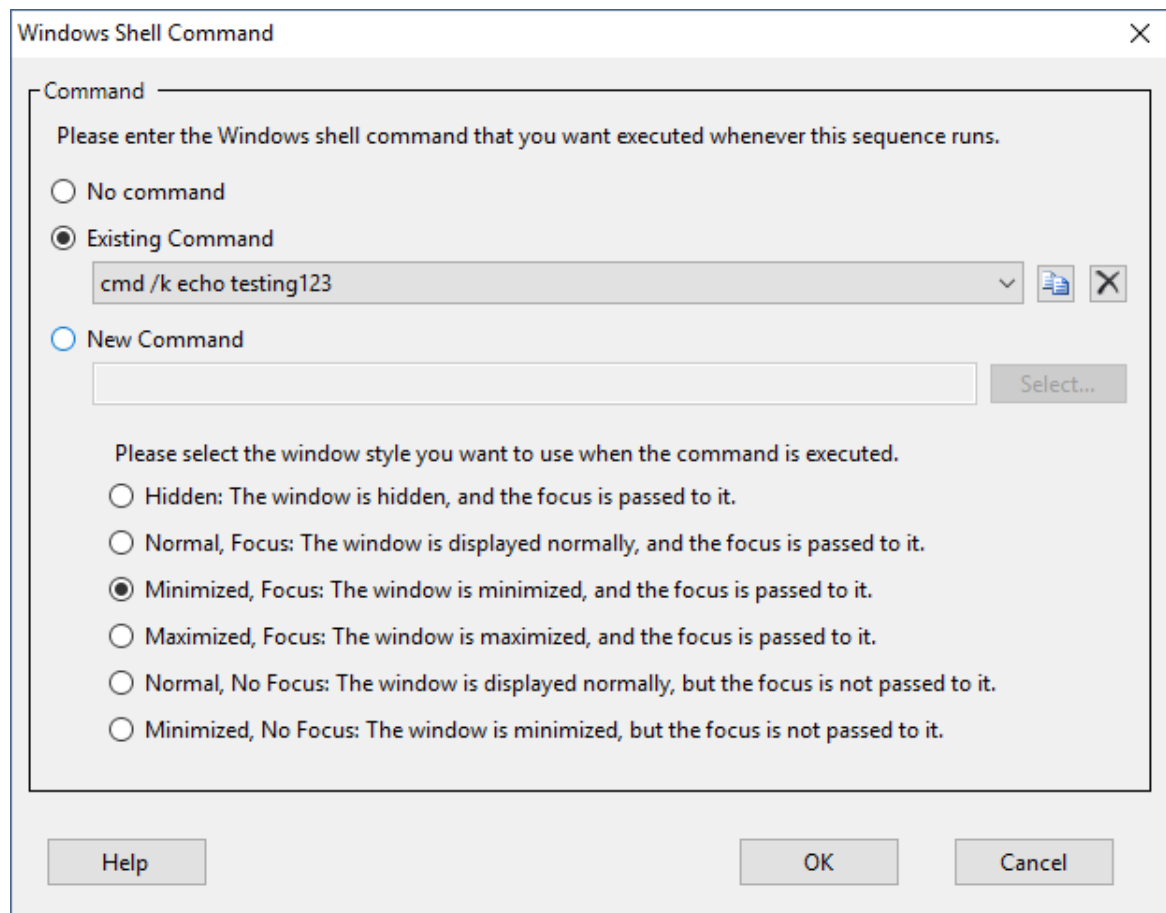 Windows Shell Command
Command
Please enter the Windows shell command that you want executed whenever this sequence runs.
No command
Existing Command
cmd /k echo testing123
New Command
Select...
Please select the window style you want to use when the command is executed.
Hidden: The window is hidden, and the focus is passed to it.
Normal, Focus: The window is displayed normally, and the focus is passed to it.
Minimized, Focus: The window is minimized, and the focus is passed to it.
Maximized, Focus: The window is maximized, and the focus is passed to it.
Normal, No Focus: The window is displayed normally, but the focus is not passed to it.
Minimized, No Focus: The window is minimized, but the focus is not passed to it.
Help OK Cancel